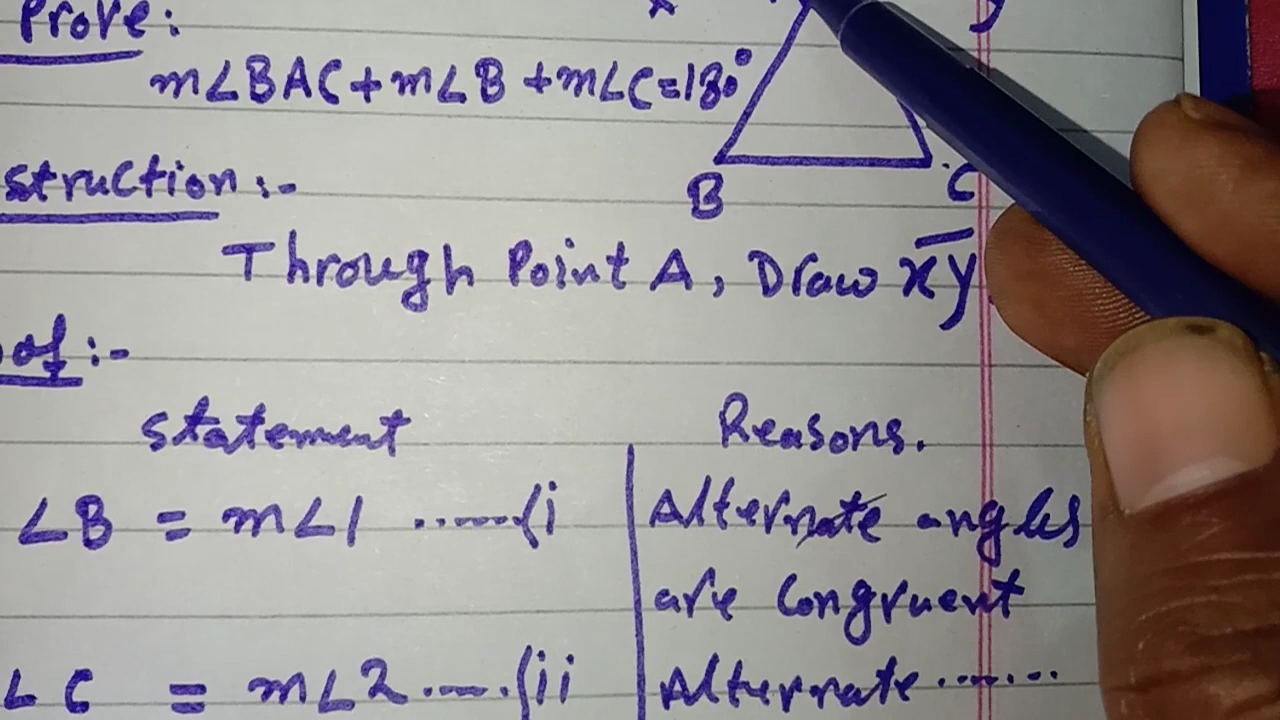 Prove:
x y
m∠BAC+m∠B+m∠C=180°
struction:-
B C
Through Point A, Draw xy
of:-
statement Reasons.
∠B = m∠1 ......(i Alternate angles
are Congruent
∠C = m∠2......(ii Alternate.......